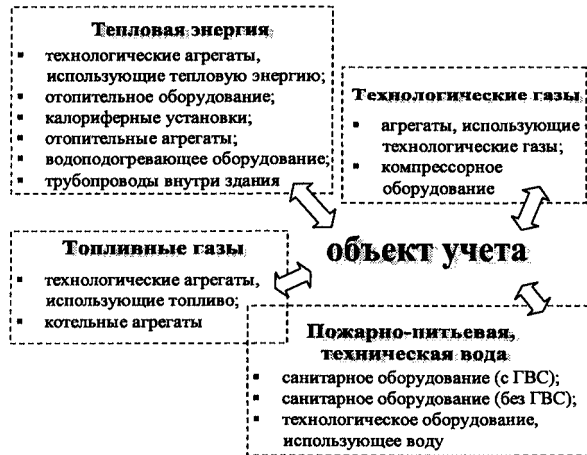 Тепловая энергия
▪ технологические агрегаты,
использующие тепловую энергию;
▪ отопительное оборудование;
▪ калориферные установки;
▪ отопительные агрегаты;
▪ водоподогревающее оборудование;
▪ трубопроводы внутри здания
Технологические газы
▪ агрегаты, использующие
технологические газы;
▪ компрессорное
оборудование
объект учета
Топливные газы
▪ технологические агрегаты,
использующие топливо;
▪ котельные агрегаты
Пожарно-питьевая,
техническая вода
▪ санитарное оборудование (с ГВС);
▪ санитарное оборудование (без ГВС);
▪ технологическое оборудование,
использующее воду